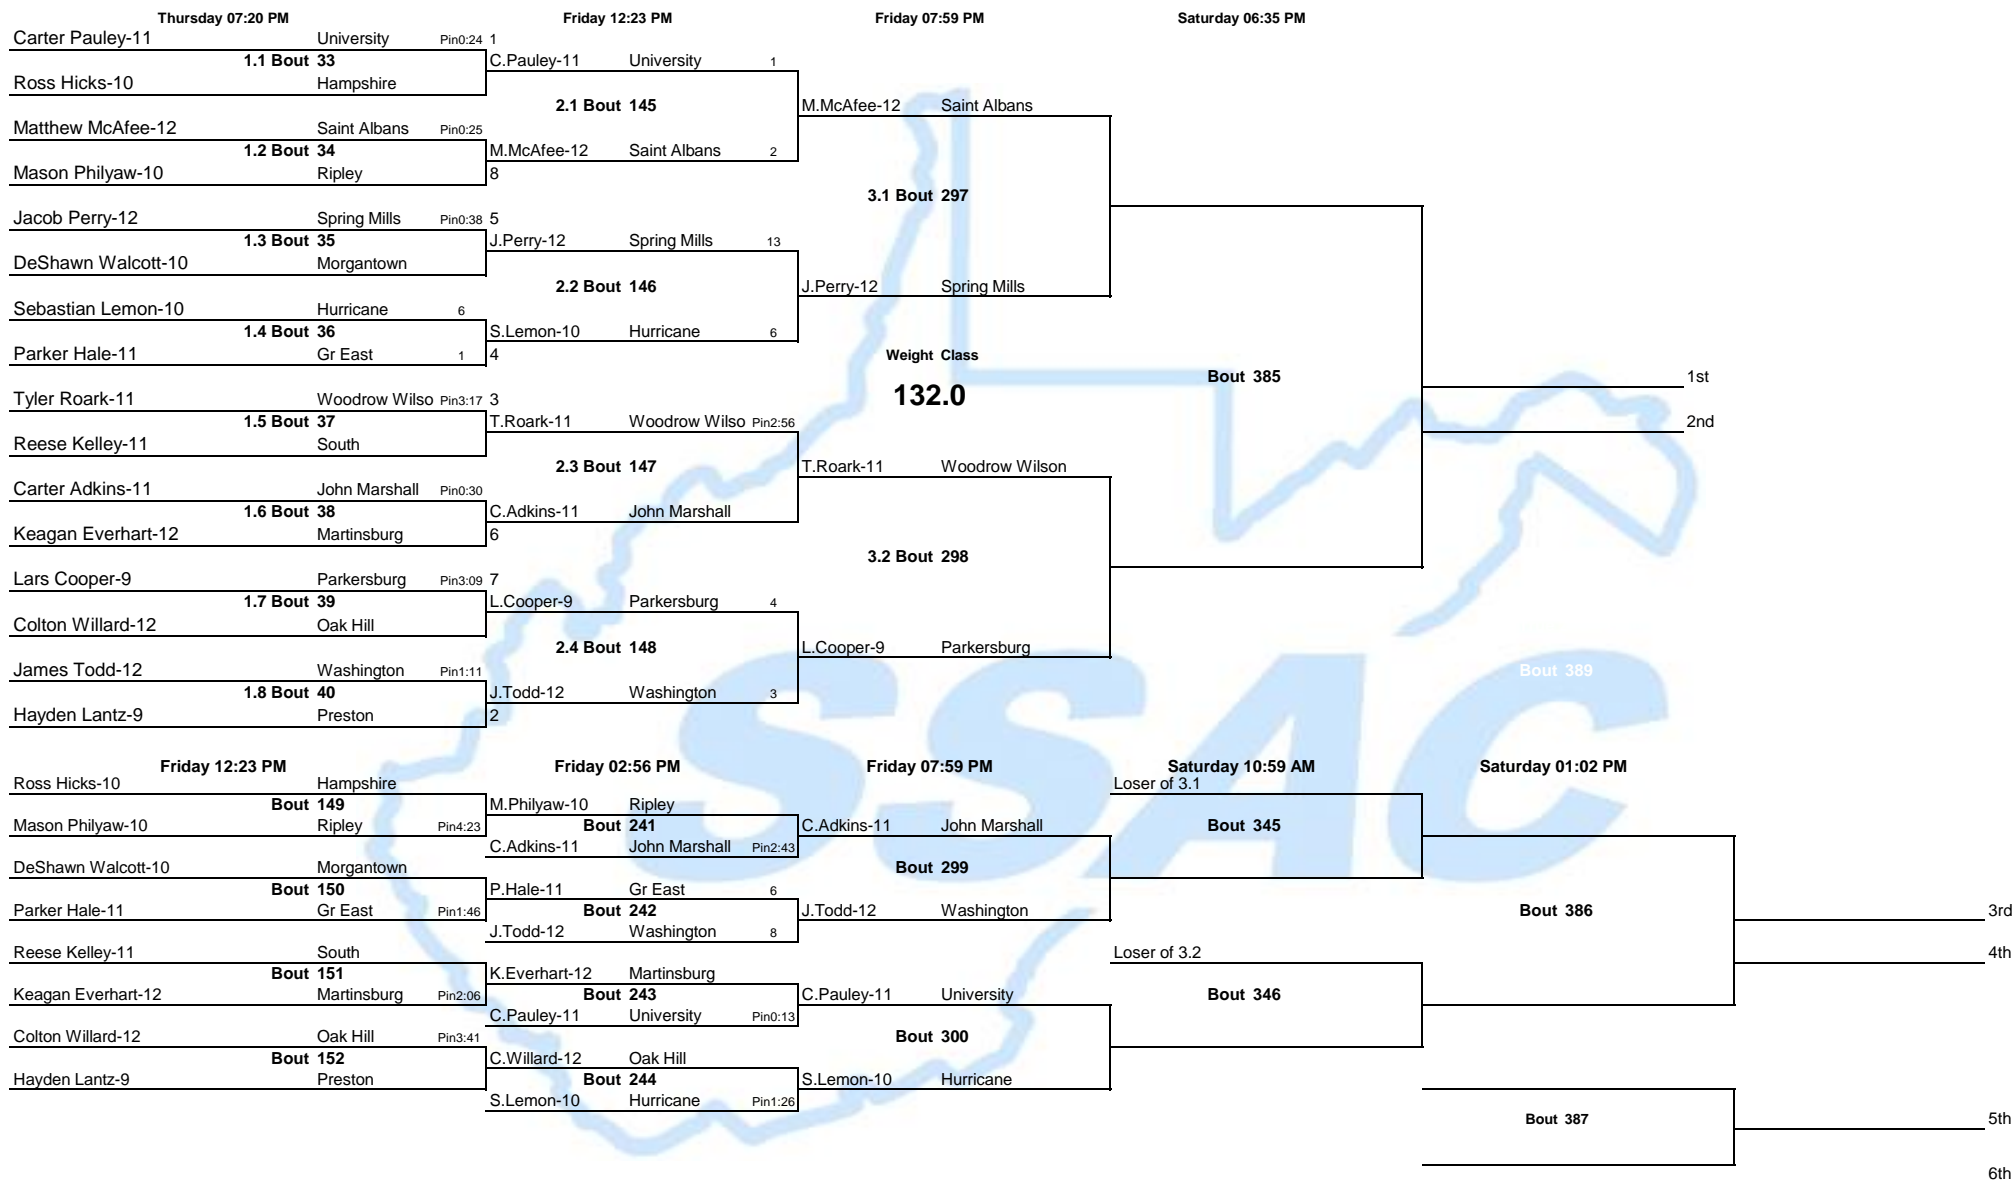 Thursday 07:20 PM Friday 12:23 PM Friday 07:59 PM Saturday 06:35 PM
Carter Pauley-11 University Pin0:24 1
1.1 Bout 33 C.Pauley-11 University 1
Ross Hicks-10 Hampshire
2.1 Bout 145 M.McAfee-12 Saint Albans
Matthew McAfee-12 Saint Albans Pin0:25
1.2 Bout 34 M.McAfee-12 Saint Albans 2
Mason Philyaw-10 Ripley 8
3.1 Bout 297
Jacob Perry-12 Spring Mills Pin0:38 5
1.3 Bout 35 J.Perry-12 Spring Mills 13
DeShawn Walcott-10 Morgantown
2.2 Bout 146 J.Perry-12 Spring Mills
Sebastian Lemon-10 Hurricane 6
1.4 Bout 36 S.Lemon-10 Hurricane 6
Parker Hale-11 Gr East 1 4 Weight Class
Bout 385 1st
Tyler Roark-11 Woodrow Wilso Pin3:17 3 132.0
1.5 Bout 37 T.Roark-11 Woodrow Wilso Pin2:56 2nd
Reese Kelley-11 South
2.3 Bout 147 T.Roark-11 Woodrow Wilson
Carter Adkins-11 John Marshall Pin0:30
1.6 Bout 38 C.Adkins-11 John Marshall
Keagan Everhart-12 Martinsburg 6
3.2 Bout 298
Lars Cooper-9 Parkersburg Pin3:09 7
1.7 Bout 39 L.Cooper-9 Parkersburg 4
Colton Willard-12 Oak Hill
2.4 Bout 148 L.Cooper-9 Parkersburg
James Todd-12 Washington Pin1:11 Bout 389
1.8 Bout 40 J.Todd-12 Washington 3
Hayden Lantz-9 Preston 2
SSAC
Friday 12:23 PM Friday 02:56 PM Friday 07:59 PM Saturday 10:59 AM Saturday 01:02 PM
Ross Hicks-10 Hampshire Loser of 3.1
Bout 149 M.Philyaw-10 Ripley
Mason Philyaw-10 Ripley Pin4:23 Bout 241 C.Adkins-11 John Marshall Bout 345
C.Adkins-11 John Marshall Pin2:43
DeShawn Walcott-10 Morgantown Bout 299
Bout 150 P.Hale-11 Gr East 6
Parker Hale-11 Gr East Pin1:46 Bout 242 J.Todd-12 Washington Bout 386 3rd
J.Todd-12 Washington 8
Reese Kelley-11 South Loser of 3.2 4th
Bout 151 K.Everhart-12 Martinsburg
Keagan Everhart-12 Martinsburg Pin2:06 Bout 243 C.Pauley-11 University Bout 346
C.Pauley-11 University Pin0:13
Colton Willard-12 Oak Hill Pin3:41 Bout 300
Bout 152 C.Willard-12 Oak Hill
Hayden Lantz-9 Preston Bout 244 S.Lemon-10 Hurricane
S.Lemon-10 Hurricane Pin1:26
Bout 387 5th
6th